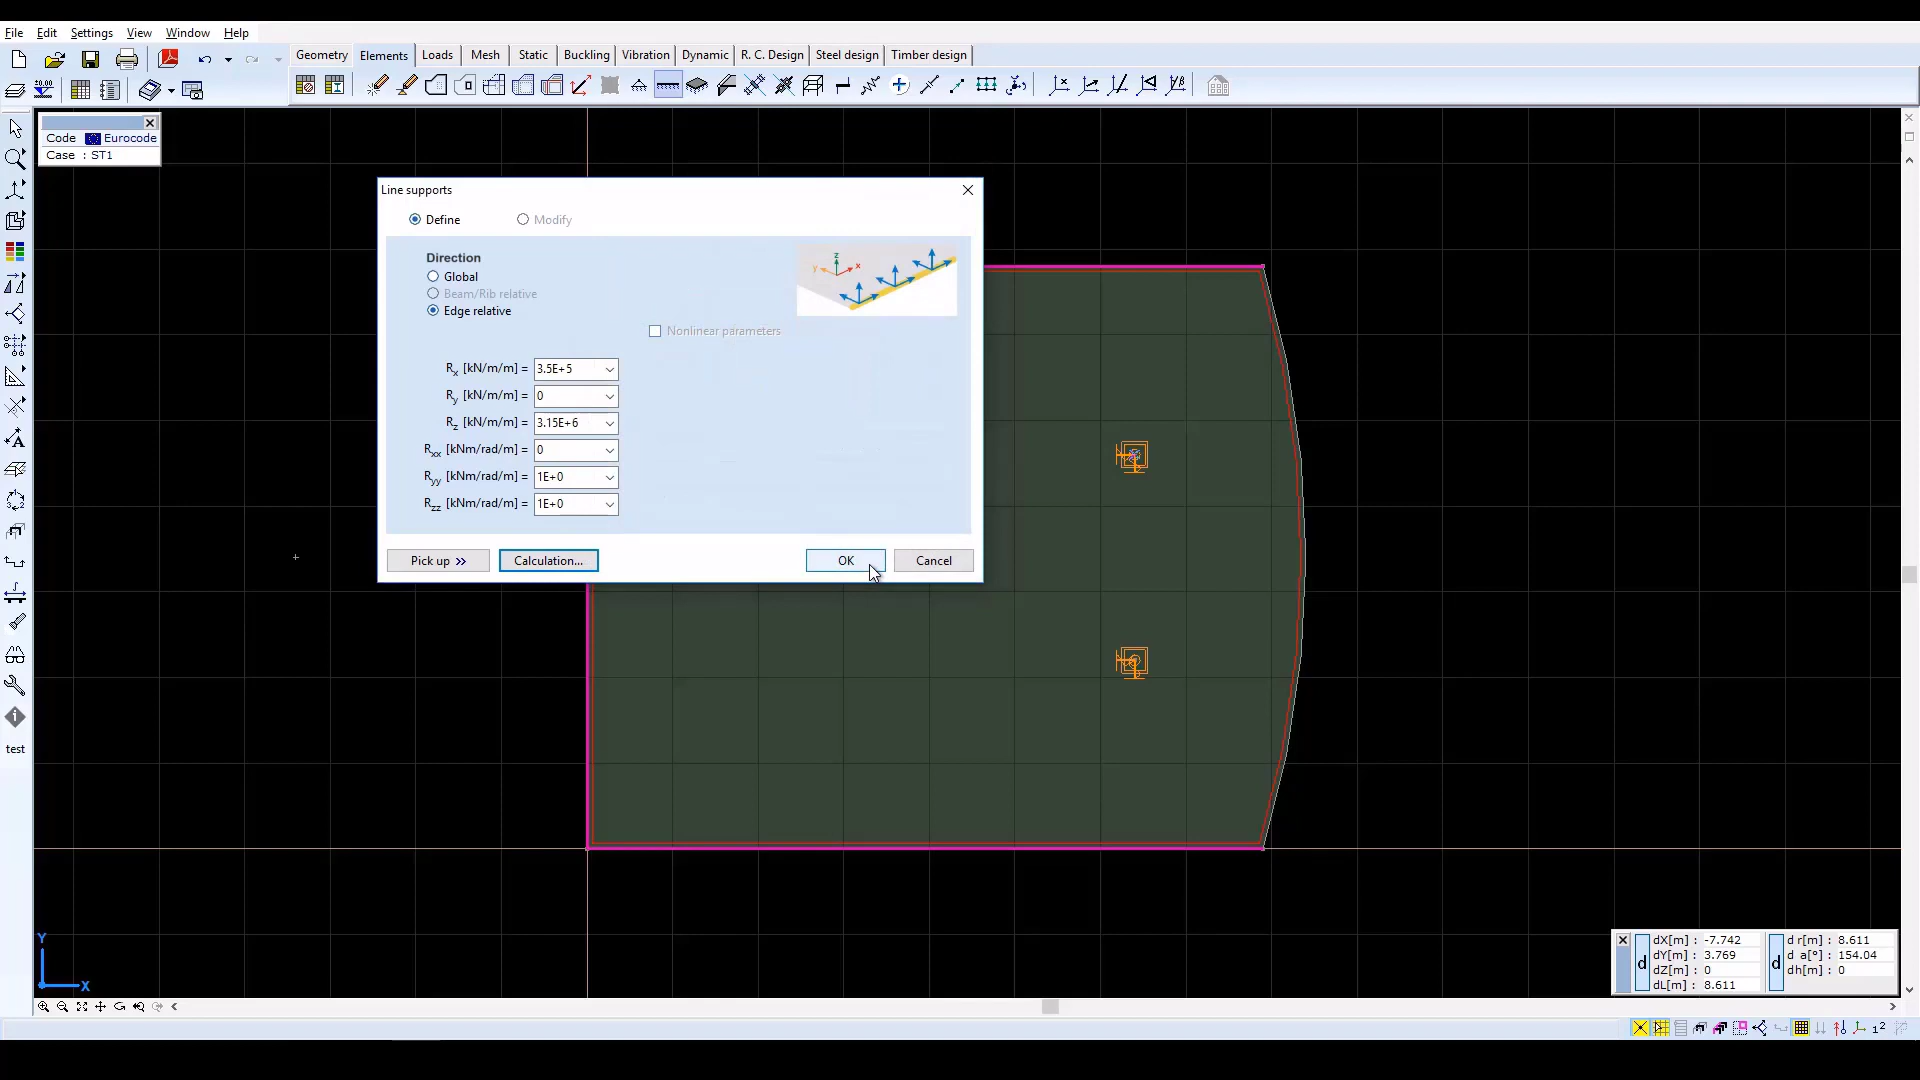 File Edit Settings View Window Help
Geometry Elements Loads Mesh Static Buckling Vibration Dynamic R. C. Design Steel design Timber design
Code Eurocode
Case : ST1
Line supports
Define Modify
Direction
Global
Beam/Rib relative
Edge relative
Nonlinear parameters
Rx [kN/m/m] = 3.5E+5
Ry [kN/m/m] = 0
Rz [kN/m/m] = 3.15E+6
Rxx [kNm/rad/m] = 0
Ryy [kNm/rad/m] = 1E+0
Rzz [kNm/rad/m] = 1E+0
Pick up » Calculation... OK Cancel
z
y
x
test
Y
X
d
dX[m] : -7.742
dY[m] : 3.769
dZ[m] : 0
dL[m] : 8.611
d
d r[m] : 8.611
d a[°] : 154.04
dh[m] : 0